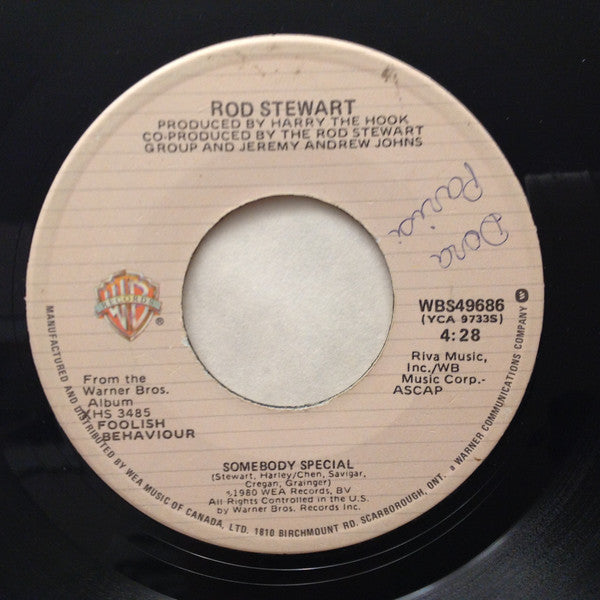 ROD STEWART
PRODUCED BY HARRY THE HOOK
CO-PRODUCED BY THE ROD STEWART
GROUP AND JEREMY ANDREW JOHNS
Dora
WB
RECORDS
®
WBS49686
(YCA 9733S)
4:28
Riva Music,
Inc./WB
Music Corp.-
ASCAP
From the
Warner Bros.
Album
XHS 3485
FOOLISH
BEHAVIOUR
SOMEBODY SPECIAL
(Stewart, Harley/Chen, Savigar,
Cregan, Grainger)
©1980 WEA Records, BV
All Rights Controlled in the U.S.
by Warner Bros. Records Inc.
MANUFACTURED AND DISTRIBUTED BY WEA MUSIC OF CANADA, LTD. 1810 BIRCHMOUNT RD. SCARBOROUGH, ONT. a WARNER COMMUNICATIONS COMPANY